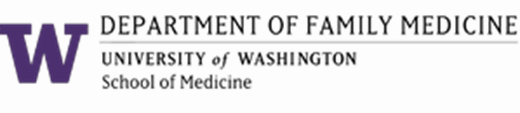 W
DEPARTMENT OF FAMILY MEDICINE
UNIVERSITY of WASHINGTON
School of Medicine